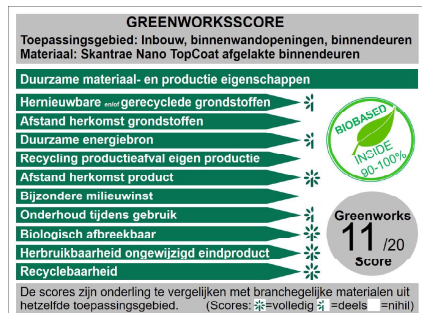 GREENWORKSSCORE
Toepassingsgebied: Inbouw, binnenwandopeningen, binnendeuren
Materiaal: Skantrae Nano TopCoat afgelakte binnendeuren
Duurzame materiaal- en productie eigenschappen
Hernieuwbare en/of gerecyclede grondstoffen
Afstand herkomst grondstoffen
Duurzame energiebron
Recycling productieafval eigen productie
Afstand herkomst product
Bijzondere milieuwinst
Onderhoud tijdens gebruik
Biologisch afbreekbaar
Herbruikbaarheid ongewijzigd eindproduct
Recyclebaarheid
BIOBASED
INSIDE
90-100%
Greenworks
11 /20
Score
De scores zijn onderling te vergelijken met branchegelijke materialen uit
hetzelfde toepassingsgebied. (Scores: =volledig =deels =nihil)